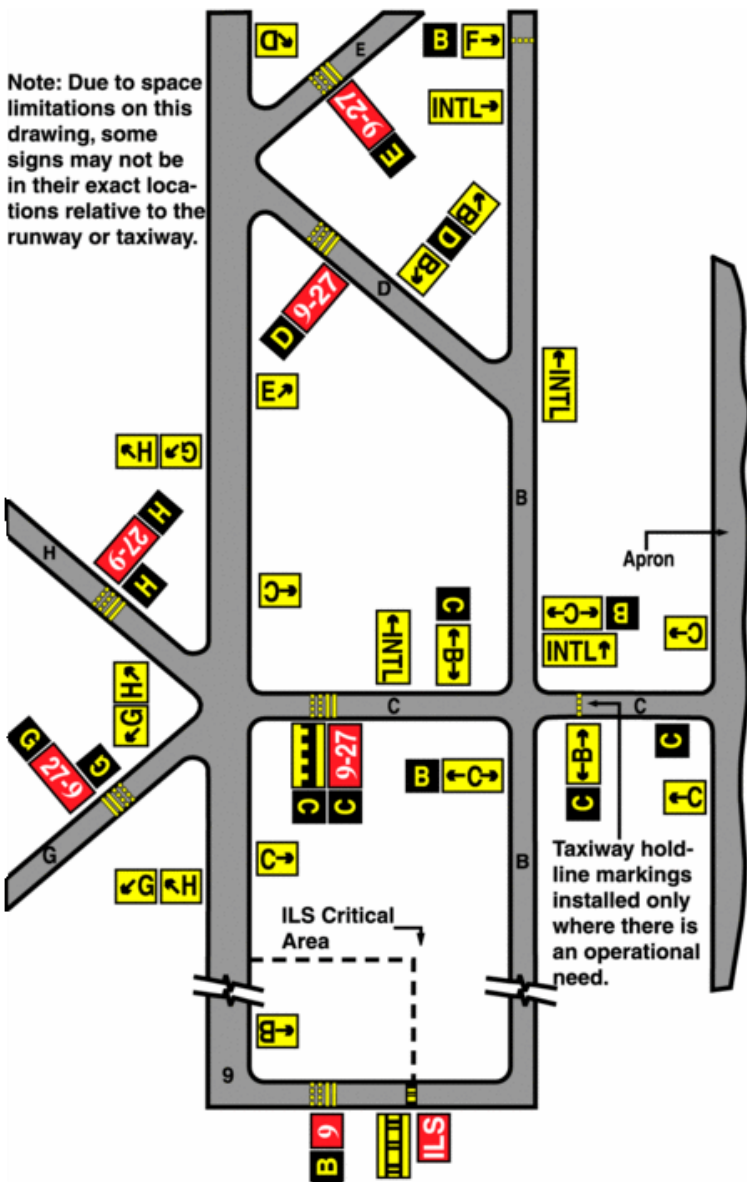 D
E
B F
INTL
Note: Due to space
limitations on this
drawing, some
signs may not be
in their exact loca-
tions relative to the
runway or taxiway.
9-27
E
B
D
B
D
D 9-27
E
INTL
H G
B
H
27-9
H
H
Apron
C
C
INTL
B
C B
INTL
C
H
G
C
C
G
27-9
G
G
9-27
C C
B C
B
C
C
C
Taxiway hold-
line markings
installed only
where there is
an operational
need.
C
B
G H
ILS Critical
Area
B
9
B 9
ILS